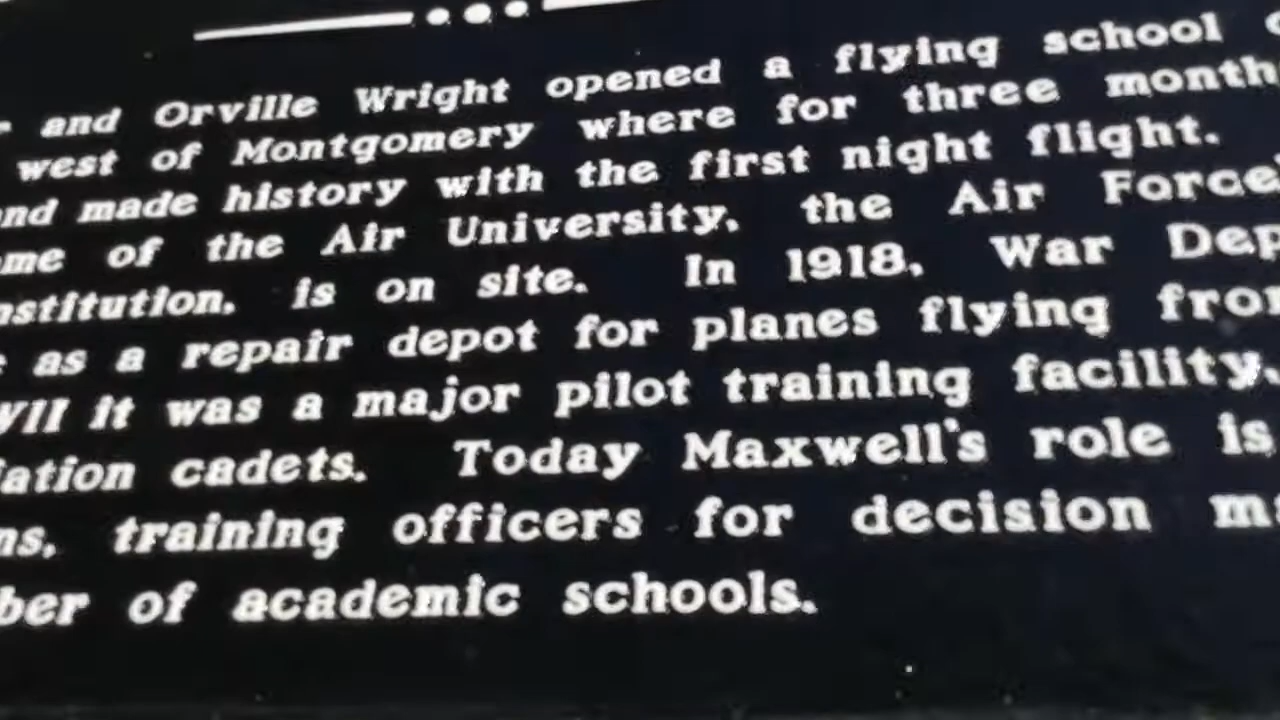 and Orville Wright opened a flying school
west of Montgomery where for three month
nd made history with the first night flight.
me of the Air University, the Air Force
nstitution, is on site. In 1918, War Dep
as a repair depot for planes flying fro
WII it was a major pilot training facility,
iation cadets. Today Maxwell's role is
ns, training officers for decision m
ber of academic schools.